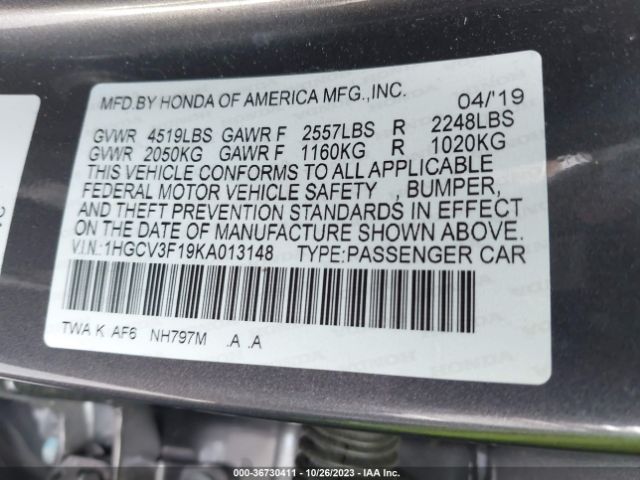 MFD.BY HONDA OF AMERICA MFG.,INC. 04/'19
GVWR 4519LBS GAWR F 2557LBS R 2248LBS
GVWR 2050KG GAWR F 1160KG R 1020KG
THIS VEHICLE CONFORMS TO ALL APPLICABLE
FEDERAL MOTOR VEHICLE SAFETY , BUMPER,
AND THEFT PREVENTION STANDARDS IN EFFECT
ON THE DATE OF MANUFACTURE SHOWN ABOVE.
V.I.N.:1HGCV3F19KA013148 TYPE:PASSENGER CAR
TWA K AF6 NH797M .A .A
000-36730411 - 10/26/2023 - IAA Inc.